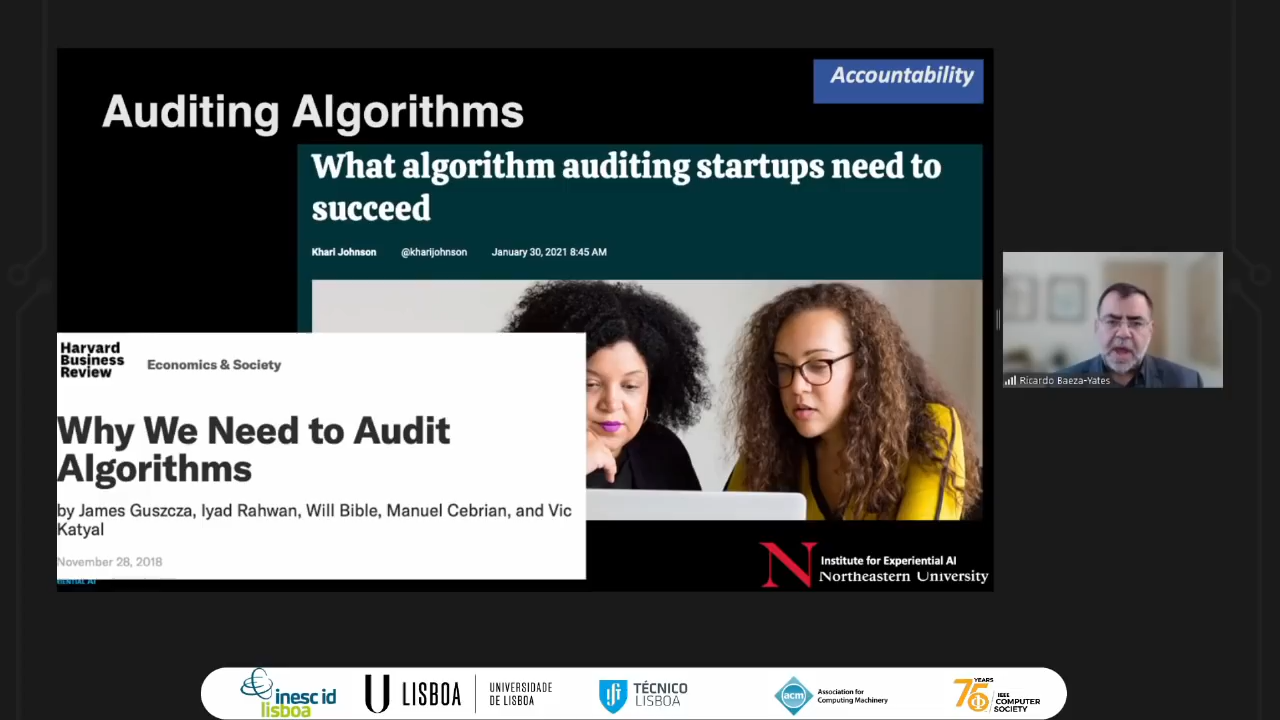 Accountability
Auditing Algorithms
What algorithm auditing startups need to
succeed
Khari Johnson @kharijohnson January 30, 2021 8:45 AM
Harvard
Business
Review
Economics & Society
Why We Need to Audit
Algorithms
by James Guszcza, Iyad Rahwan, Will Bible, Manuel Cebrian, and Vic
Katyal
November 28, 2018
N
Institute for Experiential AI
Northeastern University
Ricardo Baeza-Yates
inesc id
lisboa
U LISBOA
UNIVERSIDADE
DE LISBOA
TÉCNICO
LISBOA
acm
Association for
Computing Machinery
75
YEARS
IEEE
COMPUTER
SOCIETY